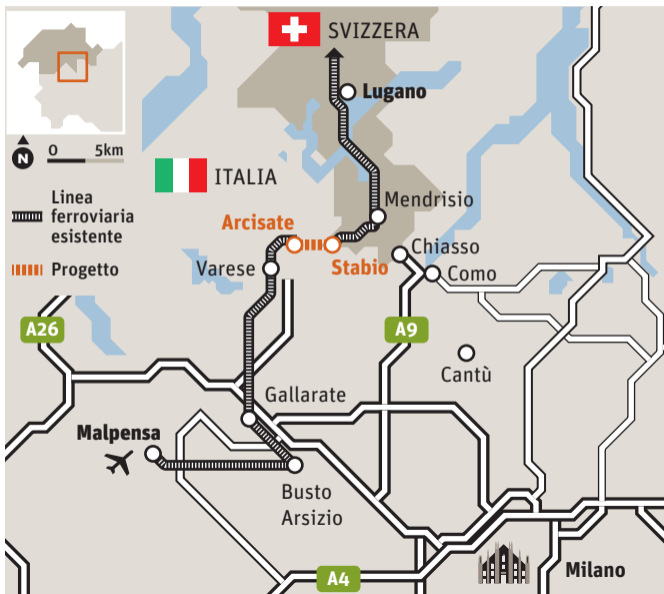 SVIZZERA
Lugano
N
0 5km
ITALIA
Linea
ferroviaria
esistente
Mendrisio
Arcisate
Chiasso
Progetto
Varese
Stabio
Como
A26
A9
Cantù
Gallarate
Malpensa
Busto
Arsizio
Milano
A4